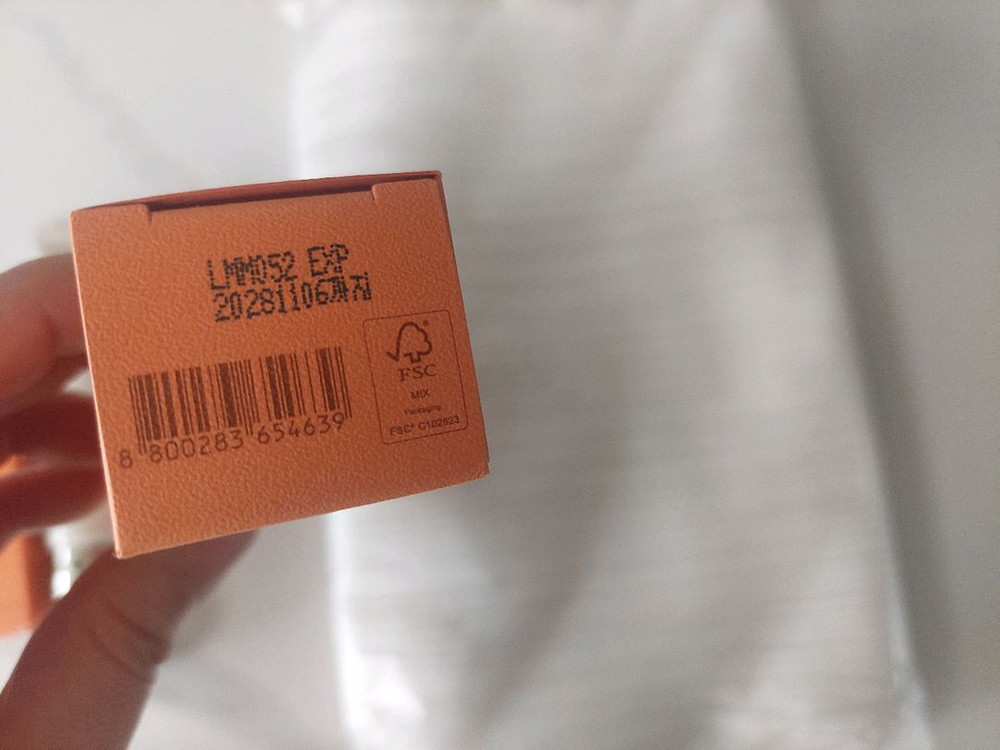 LMM052 EXP
20281106까지
8 800283 654639
FSC®
MIX
Packaging
FSC® C102823